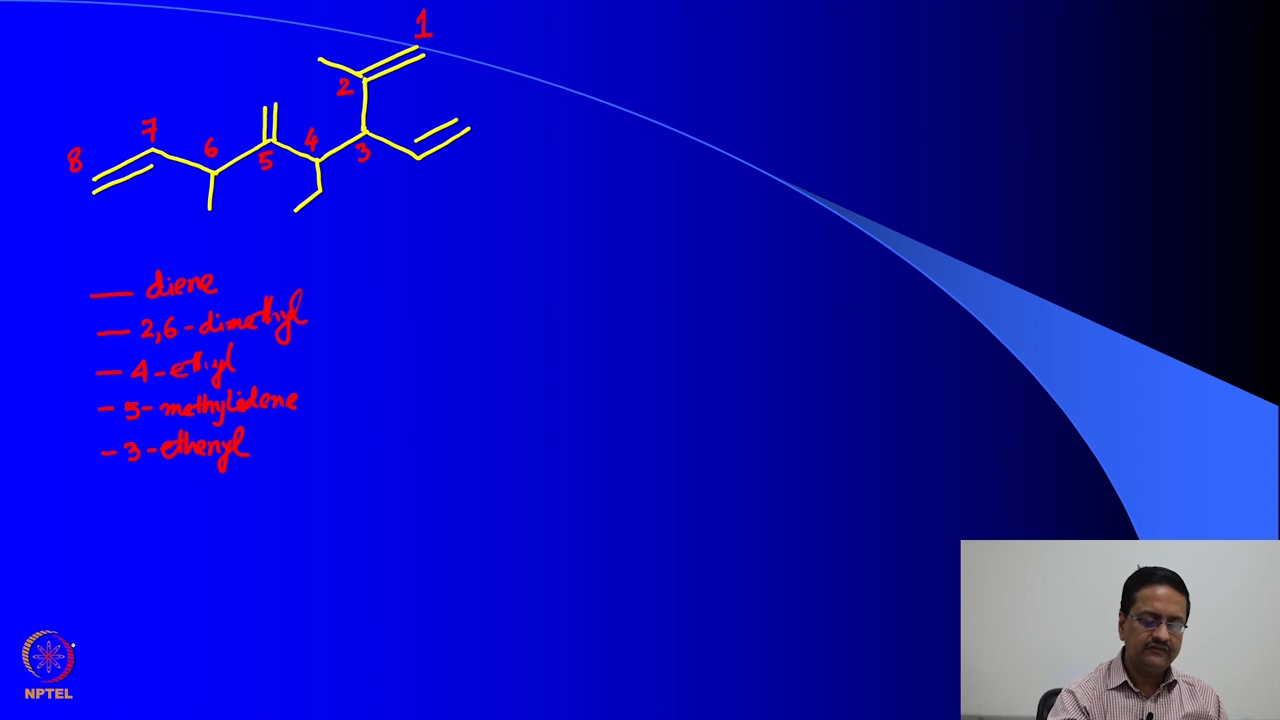 1
2
7
6
4
8
5
3
— diene
— 2,6-dimethyl
— 4-ethyl
- 5-methylidene
- 3-ethenyl
NPTEL